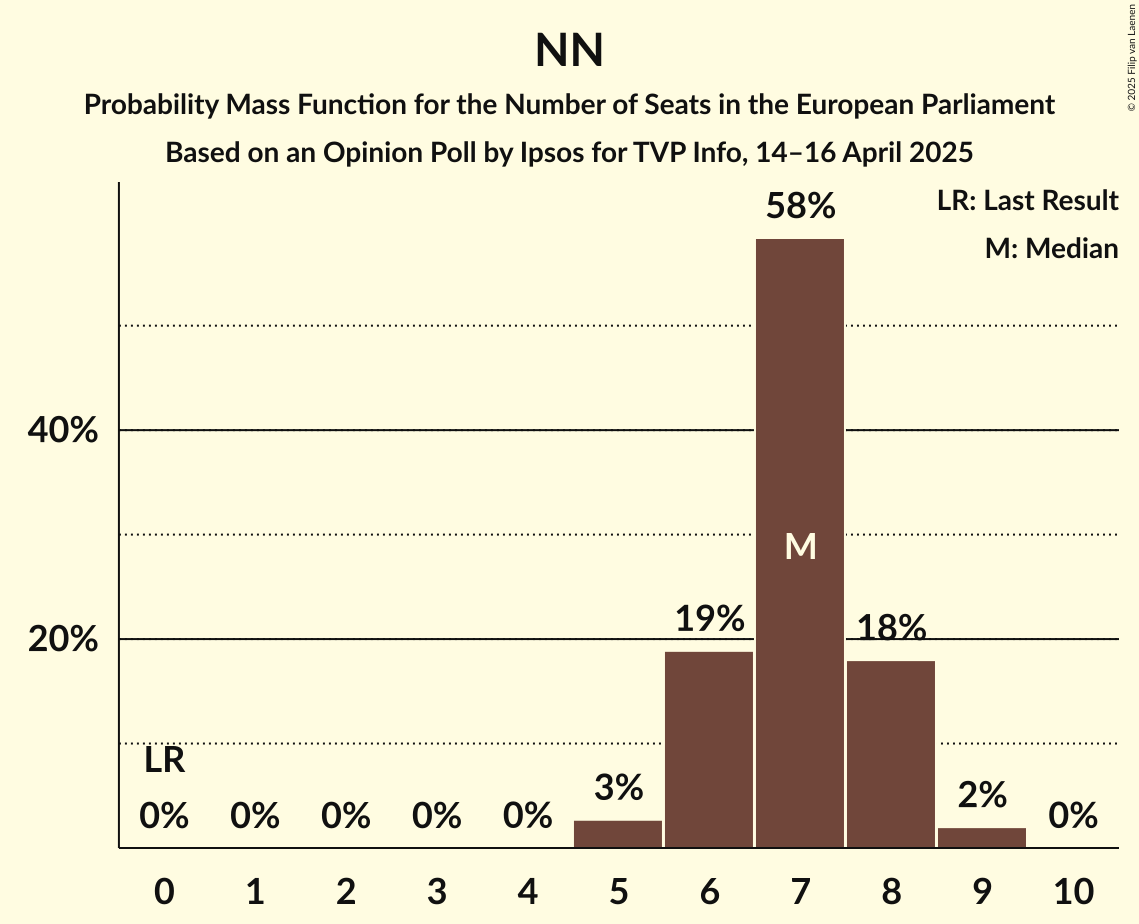 NN
Probability Mass Function for the Number of Seats in the European Parliament
Based on an Opinion Poll by Ipsos for TVP Info, 14–16 April 2025
© 2025 Filip van Laenen
LR: Last Result
M: Median
58%
40%
M
19%
18%
20%
LR
3%
2%
0%
0%
0%
0%
0%
0%
0 1 2 3 4 5 6 7 8 9 10